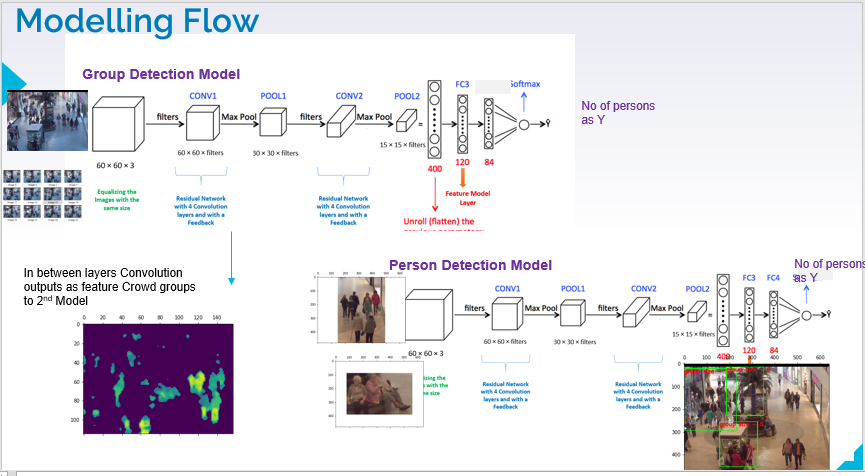 Modelling Flow
Group Detection Model
CONV1
POOL1
CONV2
POOL2
FC3
Softmax
filters
Max Pool
filters
Max Pool
=
Ŷ
No of persons
as Y
60 × 60 × 3
60 × 60 × filters
30 × 30 × filters
15 × 15 × filters
400
120
84
Equalizing the
Images with the
same size
Residual Network
with 4 Convolution
layers and with a
Feedback
Residual Network
with 4 Convolution
layers and with a
Feedback
Feature Model
Layer
Unroll (flatten) the
In between layers Convolution
outputs as feature Crowd groups
to 2nd Model
0 20 40 60 80 100 120 140
0
20
40
60
80
100
Person Detection Model
CONV1
POOL1
CONV2
POOL2
FC3
FC4
No of persons
as Y
filters
Max Pool
filters
Max Pool
=
Ŷ
60 × 60 × 3
60 × 60 × filters
30 × 30 × filters
15 × 15 × filters
400
120
84
with the
size
Residual Network
with 4 Convolution
layers and with a
Feedback
Residual Network
with 4 Convolution
layers and with a
Feedback
0 100 200 300 400 500 600
0
100
200
300
400